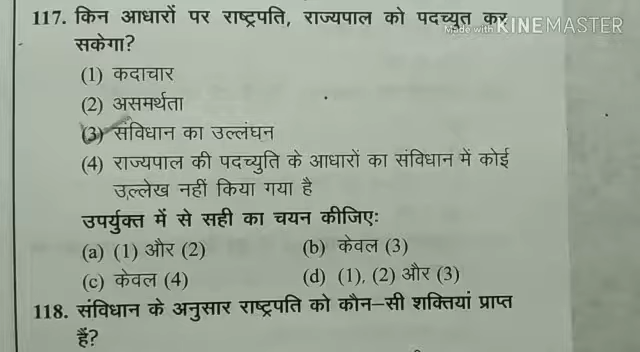 117. किन आधारों पर राष्ट्रपति, राज्यपाल को पदच्युत कर
Made with KINEMASTER
सकेगा?
(1) कदाचार
(2) असमर्थता
(3) संविधान का उल्लंघन
(4) राज्यपाल की पदच्युति के आधारों का संविधान में कोई
उल्लेख नहीं किया गया है
उपर्युक्त में से सही का चयन कीजिए:
(a) (1) और (2) (b) केवल (3)
(c) केवल (4) (d) (1), (2) और (3)
118. संविधान के अनुसार राष्ट्रपति को कौन-सी शक्तियां प्राप्त
हैं?